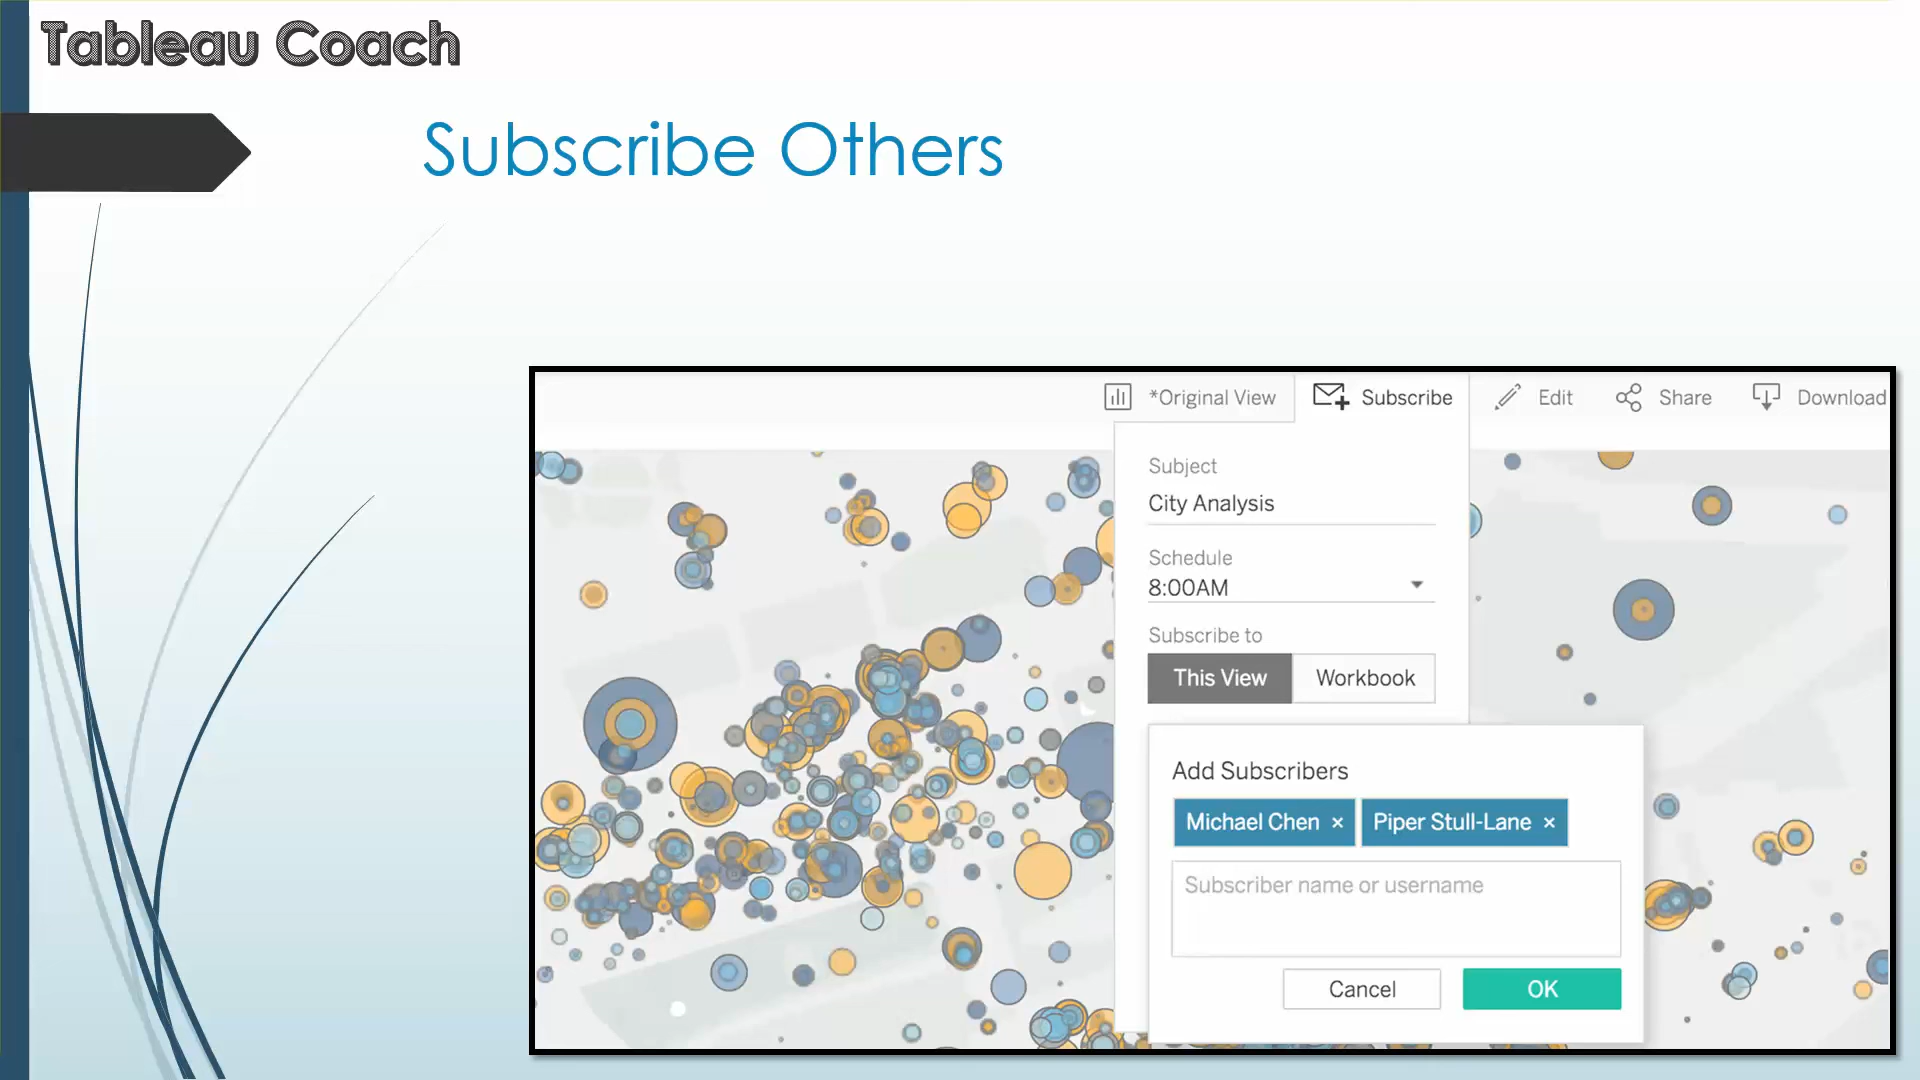 Tableau Coach
Subscribe Others
*Original View Subscribe Edit Share Download
Subject
City Analysis
Schedule
8:00AM
Subscribe to
This View Workbook
Add Subscribers
Michael Chen × Piper Stull-Lane ×
Subscriber name or username
Cancel OK